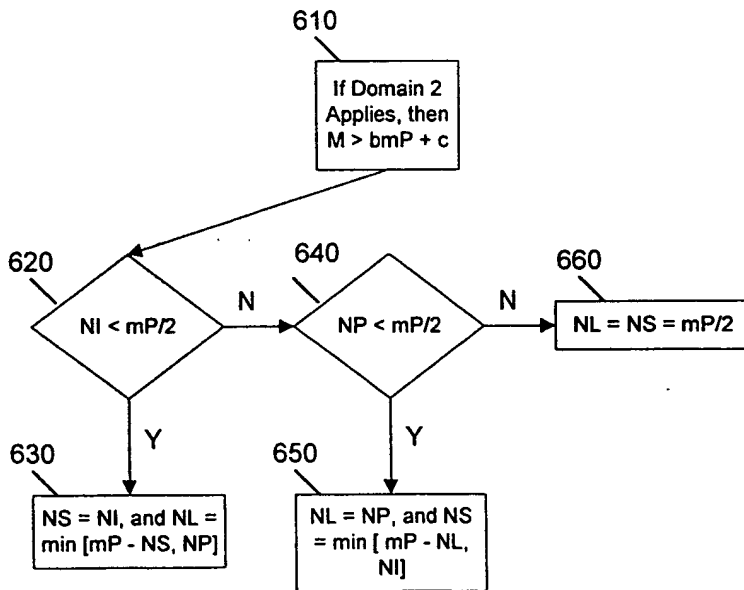 610
If Domain 2
Applies, then
M > bmP + c
620
NI < mP/2
N
640
NP < mP/2
N
660
NL = NS = mP/2
Y
630
NS = NI, and NL =
min [mP - NS, NP]
Y
650
NL = NP, and NS
= min [ mP - NL,
NI]